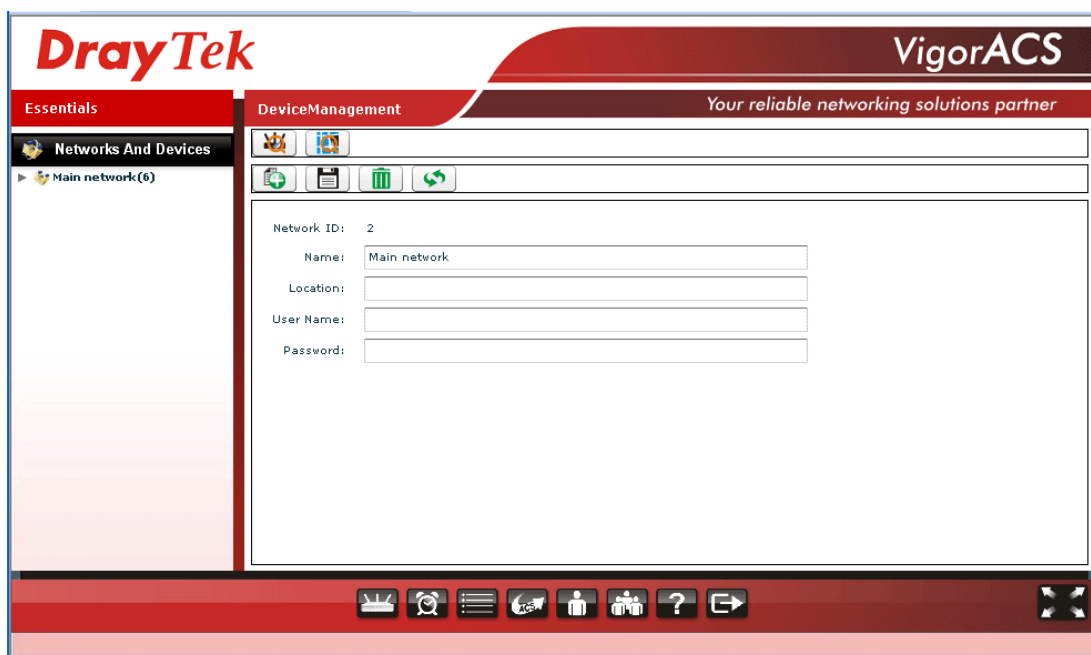 DrayTek
VigorACS
Essentials
DeviceManagement
Your reliable networking solutions partner
Networks And Devices
Main network(6)
Network ID: 2
Name: Main network
Location:
User Name:
Password:
ACS
?